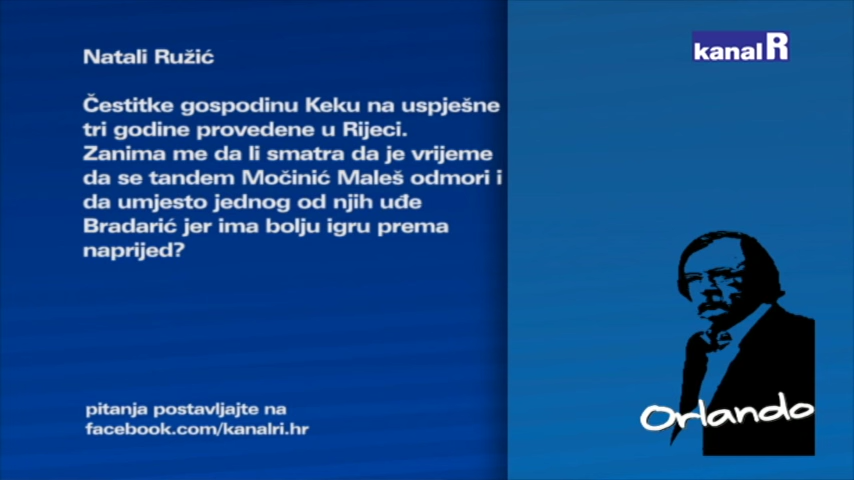 Natali Ružić
Čestitke gospodinu Keku na uspješne
tri godine provedene u Rijeci.
Zanima me da li smatra da je vrijeme
da se tandem Močinić Maleš odmori i
da umjesto jednog od njih uđe
Bradarić jer ima bolju igru prema
naprijed?
pitanja postavljajte na
facebook.com/kanalri.hr
kanal R
Orlando